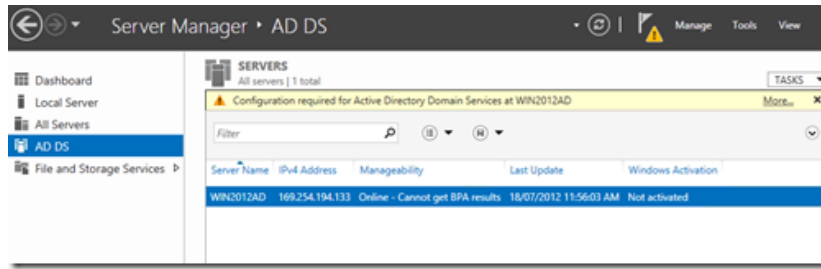 Server Manager ‣ AD DS
Manage Tools View
Dashboard
Local Server
All Servers
AD DS
File and Storage Services
SERVERS
All servers | 1 total
TASKS
Configuration required for Active Directory Domain Services at WIN2012AD
More...
Filter
Server Name IPv4 Address Manageability Last Update Windows Activation
WIN2012AD 169.254.194.133 Online - Cannot get BPA results 18/07/2012 11:56:03 AM Not activated